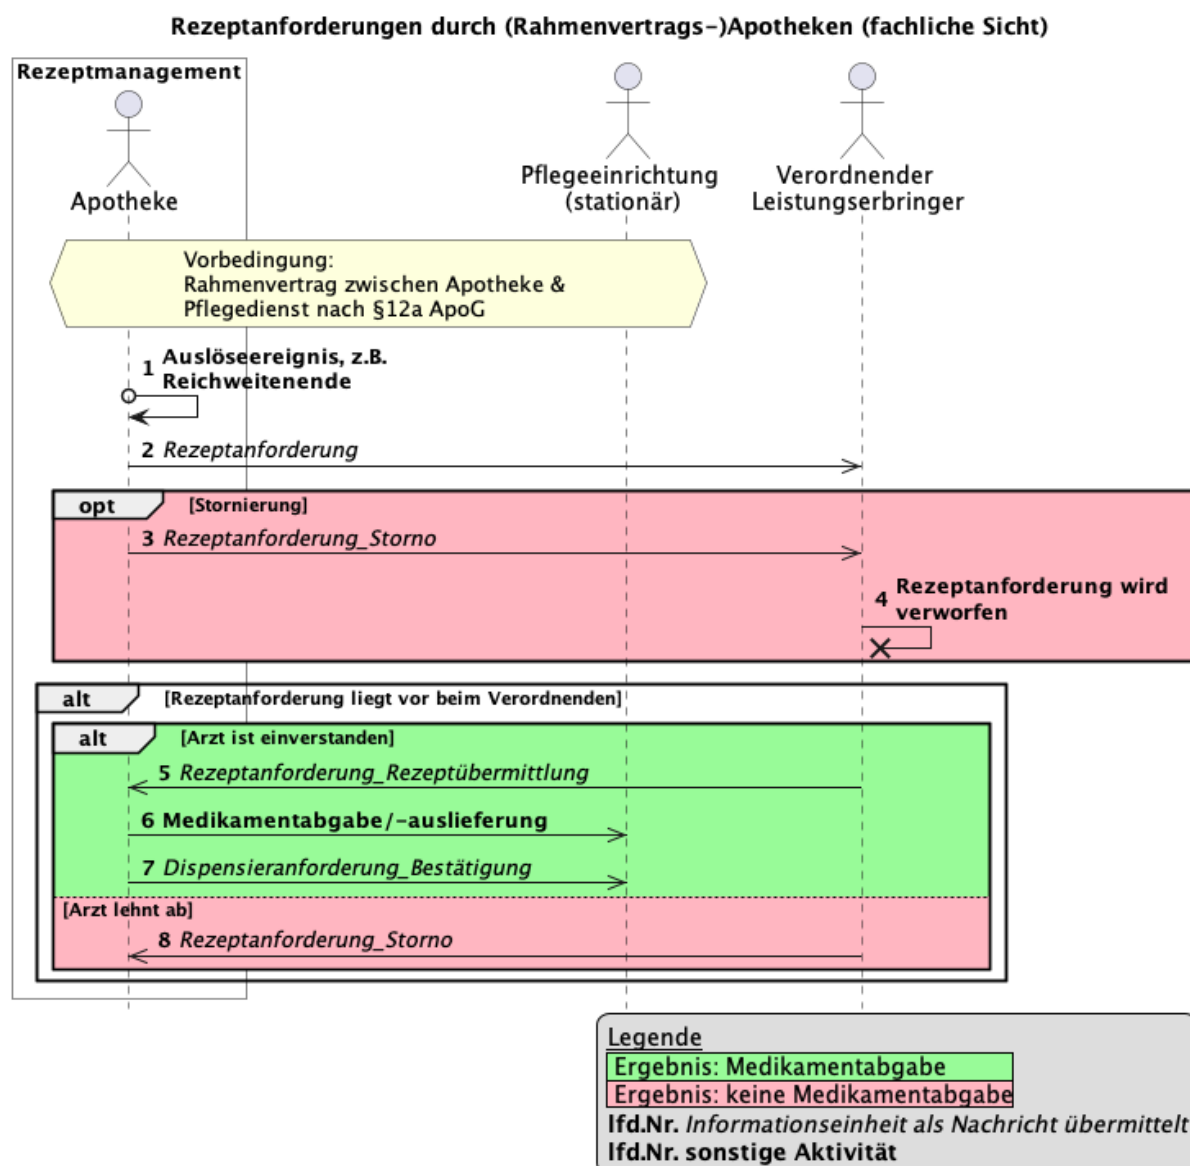 Rezeptanforderungen durch (Rahmenvertrags-)Apotheken (fachliche Sicht)
Rezeptmanagement
Apotheke
Pflegeeinrichtung
(stationär)
Verordnender
Leistungserbringer
Vorbedingung:
Rahmenvertrag zwischen Apotheke &
Pflegedienst nach §12a ApoG
1 Auslöseereignis, z.B.
Reichweitenende
2 Rezeptanforderung
opt [Stornierung]
3 Rezeptanforderung_Storno
4 Rezeptanforderung wird
verworfen
alt [Rezeptanforderung liegt vor beim Verordnenden]
alt [Arzt ist einverstanden]
5 Rezeptanforderung_Rezeptübermittlung
6 Medikamentabgabe/-auslieferung
7 Dispensieranforderung_Bestätigung
[Arzt lehnt ab]
8 Rezeptanforderung_Storno
Legende
Ergebnis: Medikamentabgabe
Ergebnis: keine Medikamentabgabe
lfd.Nr. Informationseinheit als Nachricht übermittelt
lfd.Nr. sonstige Aktivität